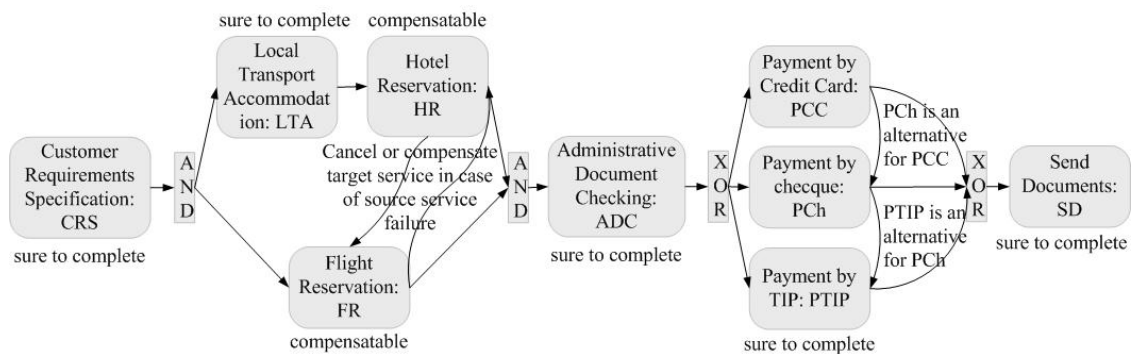 sure to complete
compensatable
Local
Transport
Accommodat
ion: LTA
Hotel
Reservation:
HR
Customer
Requirements
Specification:
CRS
sure to complete
A
N
D
Cancel or compensate
target service in case
of source service
failure
Flight
Reservation:
FR
compensatable
A
N
D
Administrative
Document
Checking:
ADC
sure to complete
X
O
R
Payment by
Credit Card:
PCC
PCh is an
alternative
for PCC
Payment by
checque:
PCh
PTIP is an
alternative
for PCh
Payment by
TIP: PTIP
sure to complete
X
O
R
Send
Documents:
SD
sure to complete